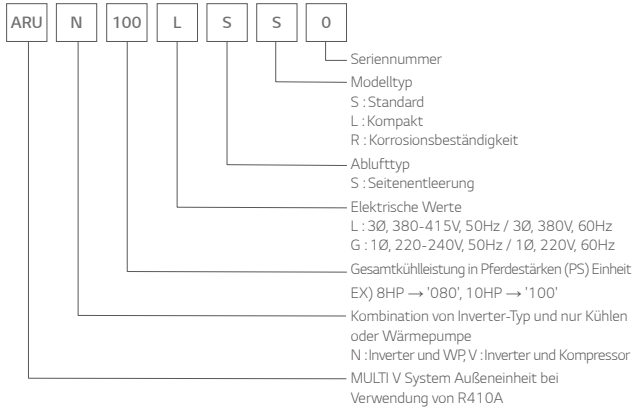 ARU N 100 L S S 0
Seriennummer
Modelltyp
S : Standard
L : Kompakt
R : Korrosionsbeständigkeit
Ablufttyp
S : Seitenentleerung
Elektrische Werte
L : 3Ø, 380-415V, 50Hz / 3Ø, 380V, 60Hz
G : 1Ø, 220-240V, 50Hz / 1Ø, 220V, 60Hz
Gesamtkühlleistung in Pferdestärken (PS) Einheit
EX) 8HP → '080', 10HP → '100'
Kombination von Inverter-Typ und nur Kühlen
oder Wärmepumpe
N : Inverter und WP, V : Inverter und Kompressor
MULTI V System Außeneinheit bei
Verwendung von R410A